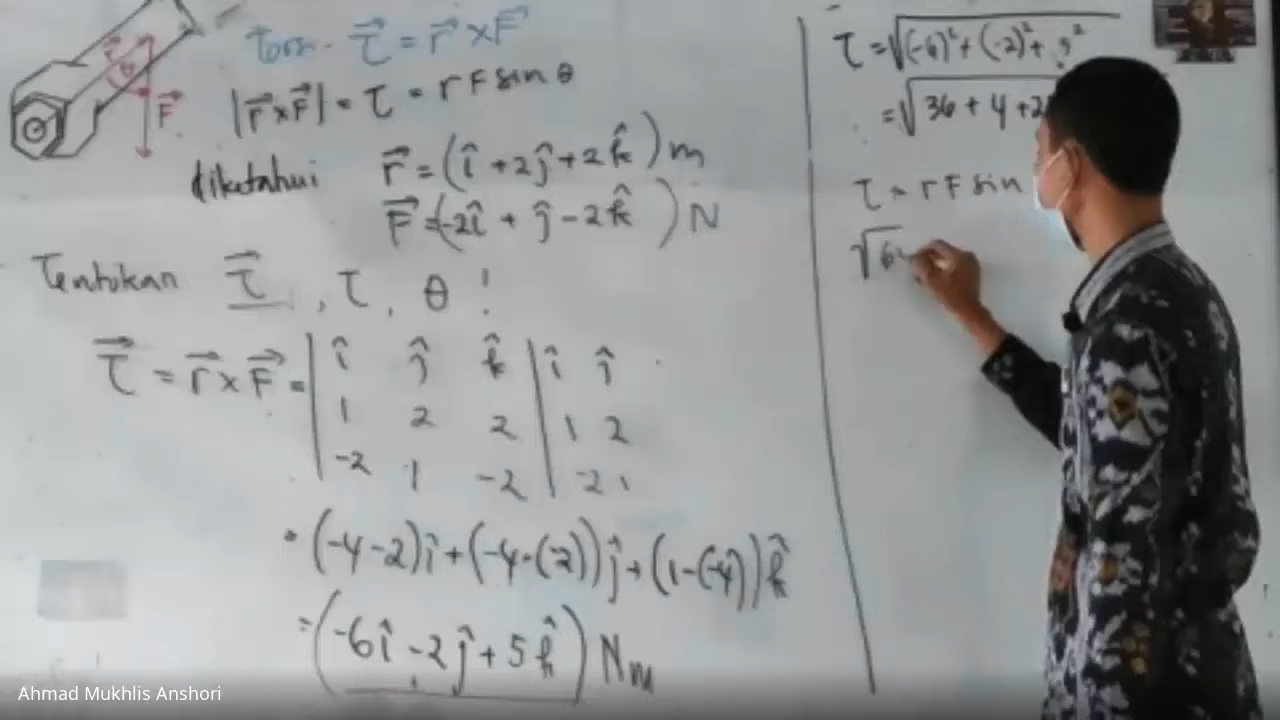 Torsi. τ⃗ = r⃗ × F⃗
|r⃗ × F⃗| = τ = r F sin θ
r⃗
θ
F⃗
diketahui r⃗ = (î + 2ĵ + 2k̂) m
F⃗ = (-2î + ĵ - 2k̂) N
Tentukan τ⃗, τ, θ !
τ⃗ = r⃗ × F⃗ = | î ĵ k̂ | î ĵ
1 2 2 | 1 2
-2 1 -2 | -2 1
= (-4-2)î + (-4-(-2))ĵ + (1-(-4))k̂
= (-6î - 2ĵ + 5k̂) Nm
τ = √(-6)² + (-2)² +
= √36 + 4 + 2
τ = r F sin
√6
Ahmad Mukhlis Anshori